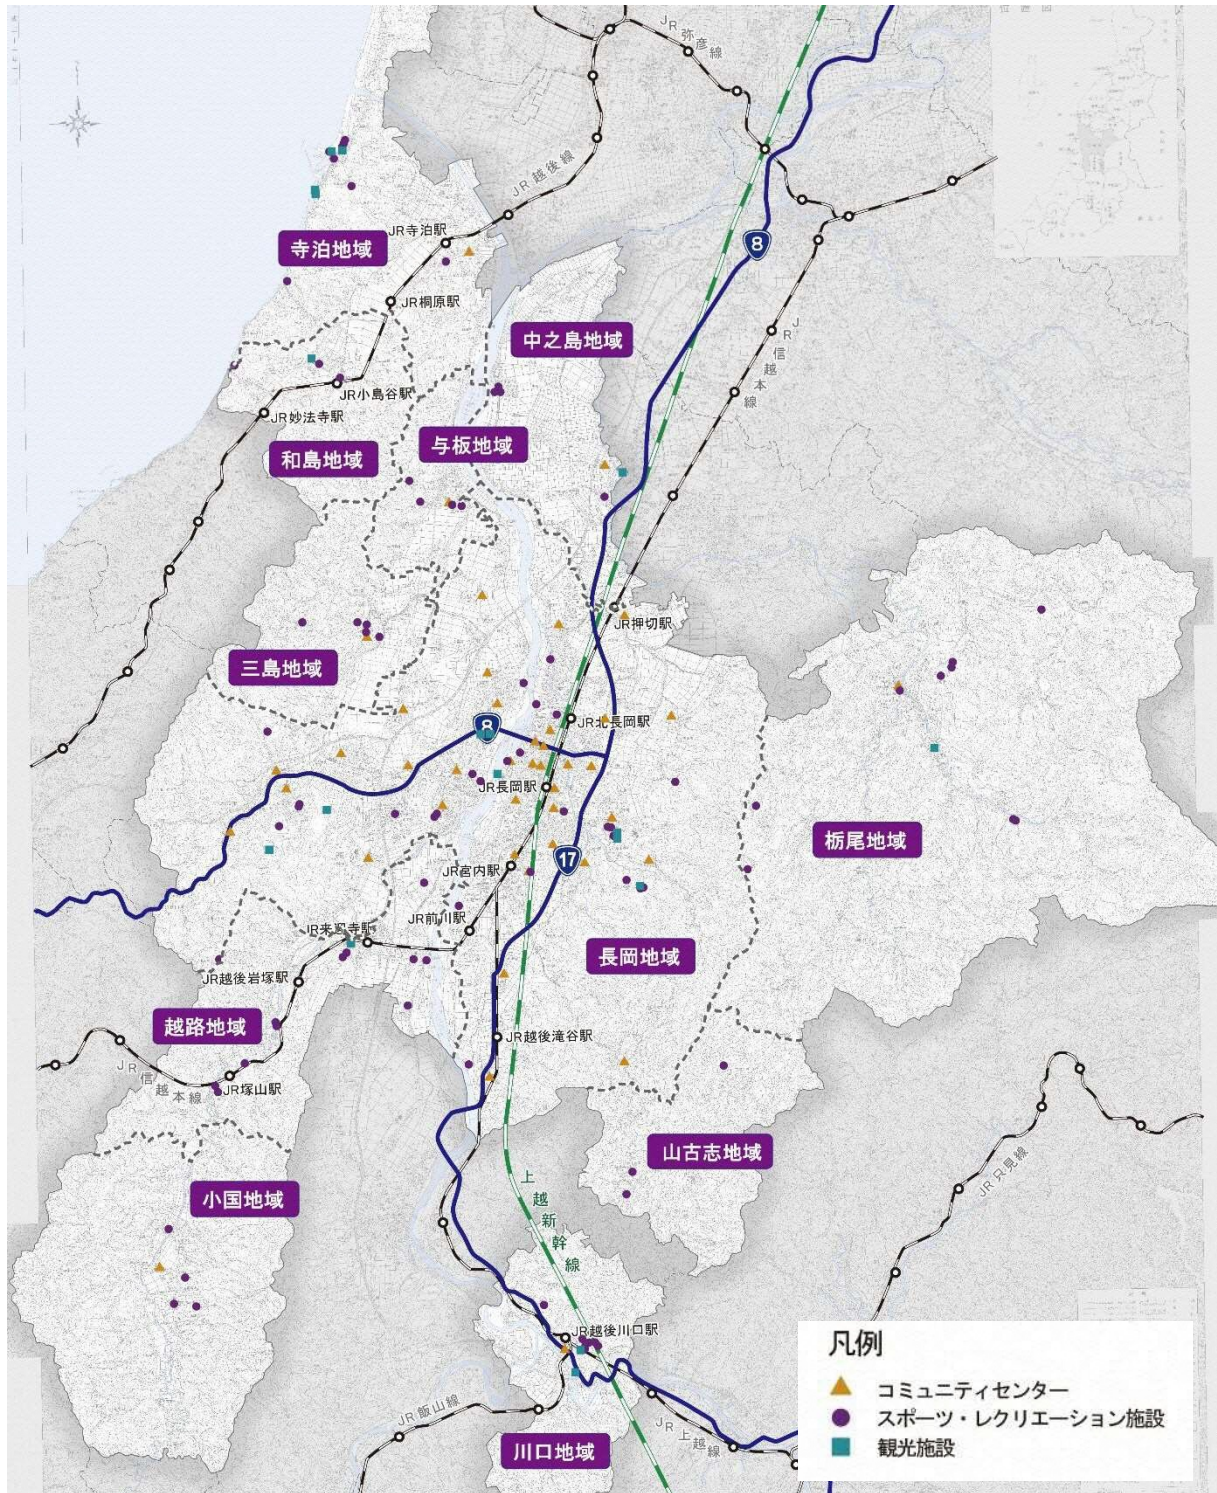 JR弥彦線
JR越後線
JR寺泊駅
8
寺泊地域
JR桐原駅
中之島地域
JR信越本線
JR小島谷駅
JR妙法寺駅
与板地域
和島地域
JR押切駅
三島地域
8
JR北長岡駅
JR長岡駅
栃尾地域
17
JR宮内駅
JR前川駅
JR来迎寺駅
長岡地域
JR越後岩塚駅
越路地域
JR越後滝谷駅
JR信越本線
JR塚山駅
山古志地域
JR只見線
小国地域
上越新幹線
JR越後川口駅
凡例
コミュニティセンター
スポーツ・レクリエーション施設
観光施設
JR飯山線
JR上越線
川口地域